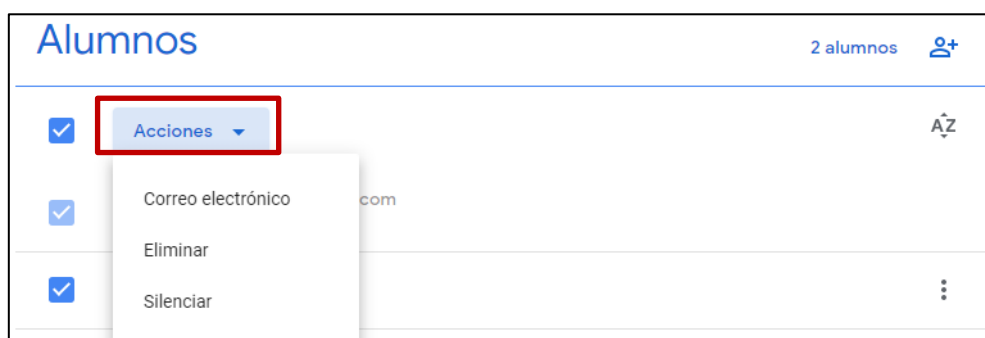 Alumnos
2 alumnos
Acciones
AZ
Correo electrónico
com
Eliminar
Silenciar